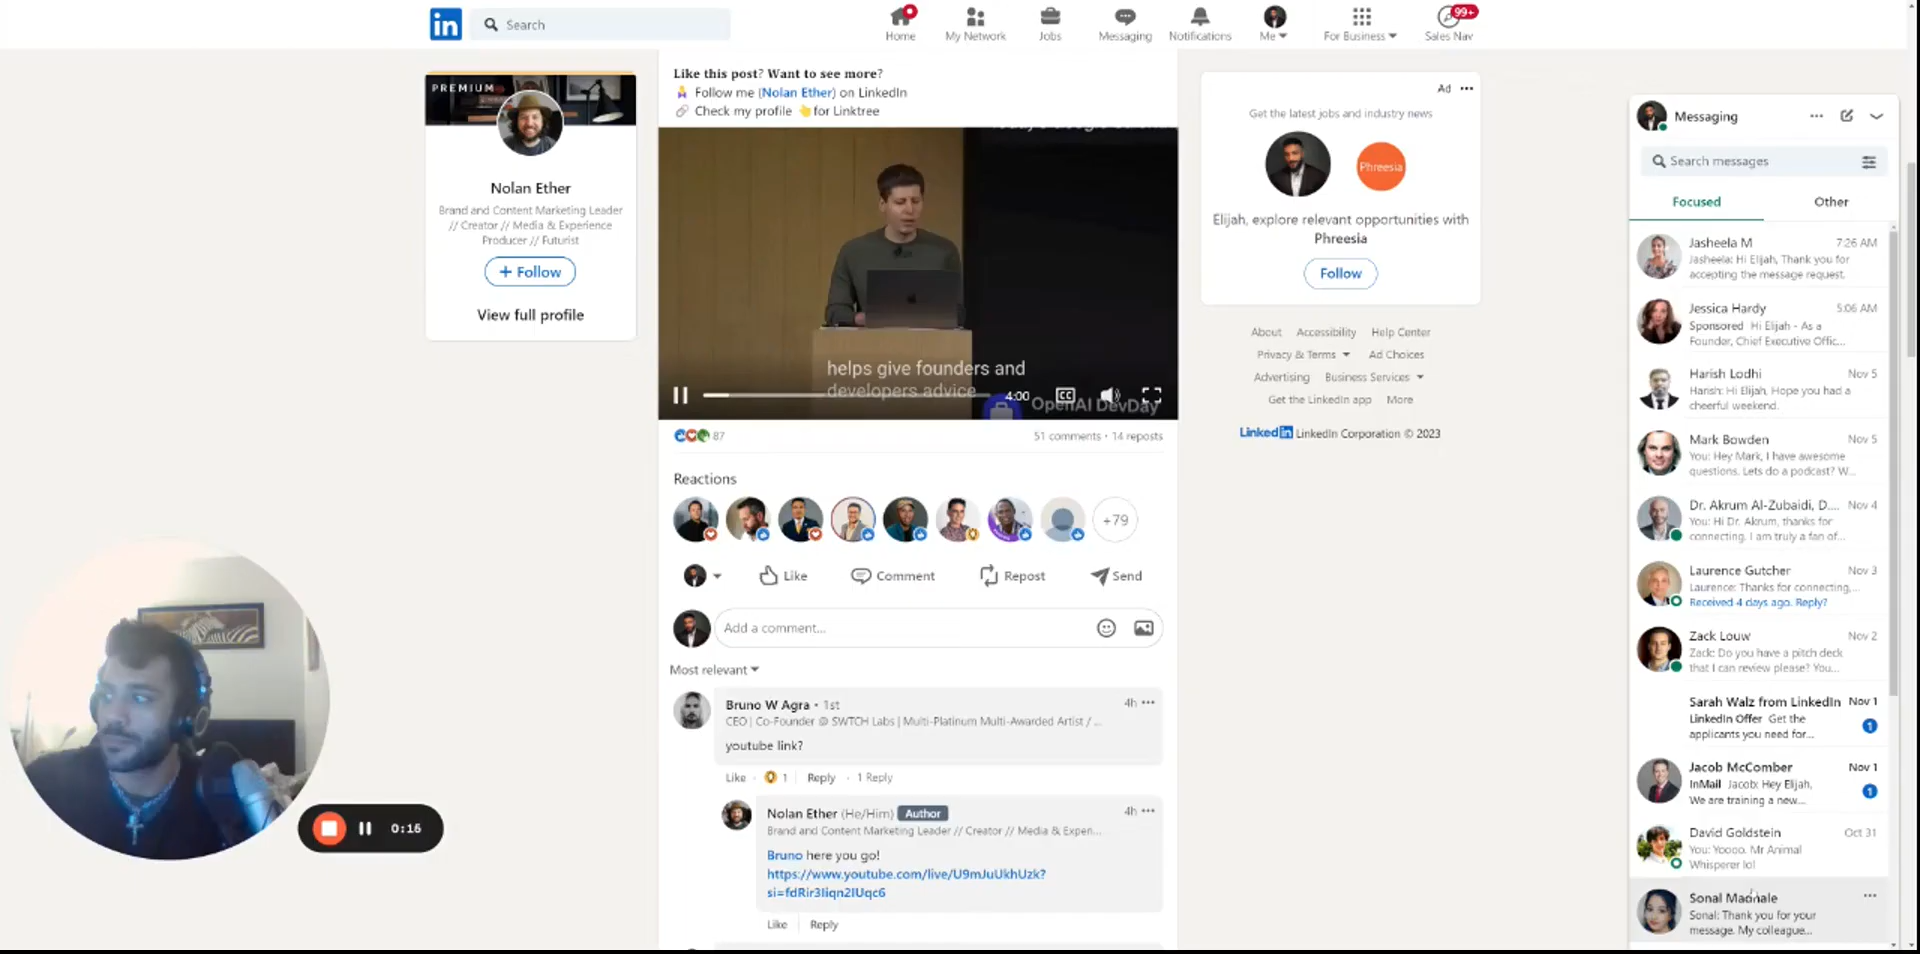 in
Search
Home
My Network
Jobs
Messaging
Notifications
Me
For Business
99+
Sales Nav
PREMIUM
Nolan Ether
Brand and Content Marketing Leader
// Creator // Media & Experience
Producer // Futurist
+ Follow
View full profile
Like this post? Want to see more?
Follow me (Nolan Ether) on LinkedIn
Check my profile for Linktree
helps give founders and
developers advice
4:00
CC
OpenAI DevDay
87
51 comments · 14 reposts
Reactions
+79
Like
Comment
Repost
Send
Add a comment...
Most relevant
Bruno W Agra · 1st
4h
CEO | Co-Founder @ SWTCH Labs | Multi-Platinum Multi-Awarded Artist / ...
youtube link?
Like · 1 | Reply · 1 Reply
Nolan Ether (He/Him) Author
4h
Brand and Content Marketing Leader // Creator // Media & Experi...
Bruno here you go!
https://www.youtube.com/live/U9mJuUkhUzk?
Like | Reply
Ad
Get the latest jobs and industry news
Phreesia
Elijah, explore relevant opportunities with
Phreesia
Follow
About Accessibility Help Center
Privacy & Terms Ad Choices
Advertising Business Services
Get the LinkedIn app More
LinkedIn LinkedIn Corporation © 2023
Messaging
Search messages
Focused
Other
Jasheela M 7:26 AM
Jasheela: Hi Elijah, Thank you for
accepting the message request.
Jessica Hardy 5:06 AM
Sponsored Hi Elijah - As a
Founder, Chief Executive Offic...
Harish Lodhi Nov 5
Harish: Hi Elijah, Hope you had a
cheerful weekend.
Mark Bowden Nov 5
You: Hey Mark, I have awesome
questions. Lets do a podcast? W...
Dr. Akrum Al-Zubaidi, D.... Nov 4
You: Hi Dr. Akrum, thanks for
connecting. I am truly a fan of...
Laurence Gutcher Nov 3
Laurence: Thanks for connecting,...
Received 4 days ago. Reply?
Zack Louw Nov 2
Zack: Do you have a pitch deck
that I can review please? You...
Sarah Walz from LinkedIn Nov 1
LinkedIn Offer Get the
applicants you need for...
1
Jacob McComber Nov 1
InMail Jacob: Hey Elijah,
We are training a new...
1
David Goldstein Oct 31
You: Yoooo. Mr Animal
Whisperer lol
Sonal
Sonal: Thank you for your
message. My colleague...
0:15